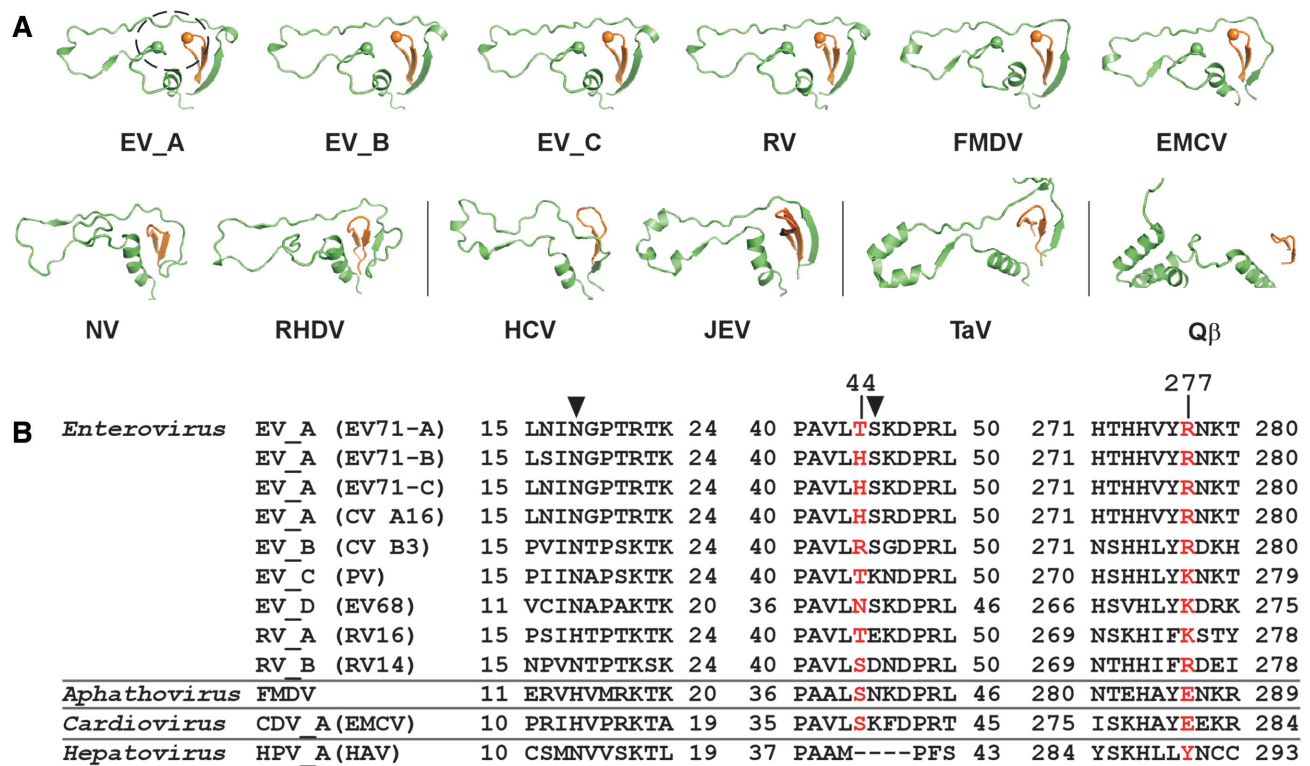 A
EV_A EV_B EV_C RV FMDV EMCV
NV RHDV HCV JEV TaV Qβ
44 277
B Enterovirus EV_A (EV71-A) 15 LNINGPTRTK 24 40 PAVLTSKDPRL 50 271 HTHHVYRNKT 280
EV_A (EV71-B) 15 LSINGPTRTK 24 40 PAVLHSKDPRL 50 271 HTHHVYRNKT 280
EV_A (EV71-C) 15 LNINGPTRTK 24 40 PAVLHSKDPRL 50 271 HTHHVYRNKT 280
EV_A (CV A16) 15 LNINGPTRTK 24 40 PAVLHSRDPRL 50 271 HTHHVYRNKT 280
EV_B (CV B3) 15 PVINTPSKTK 24 40 PAVLRSGDPRL 50 271 NSHHLYRDKH 280
EV_C (PV) 15 PIINAPSKTK 24 40 PAVLTKNDPRL 50 270 HSHHLYKNKT 279
EV_D (EV68) 11 VCINAPAKTK 20 36 PAVLNSKDPRL 46 266 HSVHLYKDRK 275
RV_A (RV16) 15 PSIHTPTKTK 24 40 PAVLTEKDPRL 50 269 NSKHIFKSTY 278
RV_B (RV14) 15 NPVNTPTKSK 24 40 PAVLSDNDPRL 50 269 NTHHIFRDEI 278
Aphathovirus FMDV 11 ERVHVMRKTK 20 36 PAALSNKDPRL 46 280 NTEHAYENKR 289
Cardiovirus CDV_A(EMCV) 10 PRIHVPRKTA 19 35 PAVLSKFDPRT 45 275 ISKHAYEEKR 284
Hepatovirus HPV_A(HAV) 10 CSMNVVSKTL 19 37 PAAM----PFS 43 284 YSKHLLYNCC 293